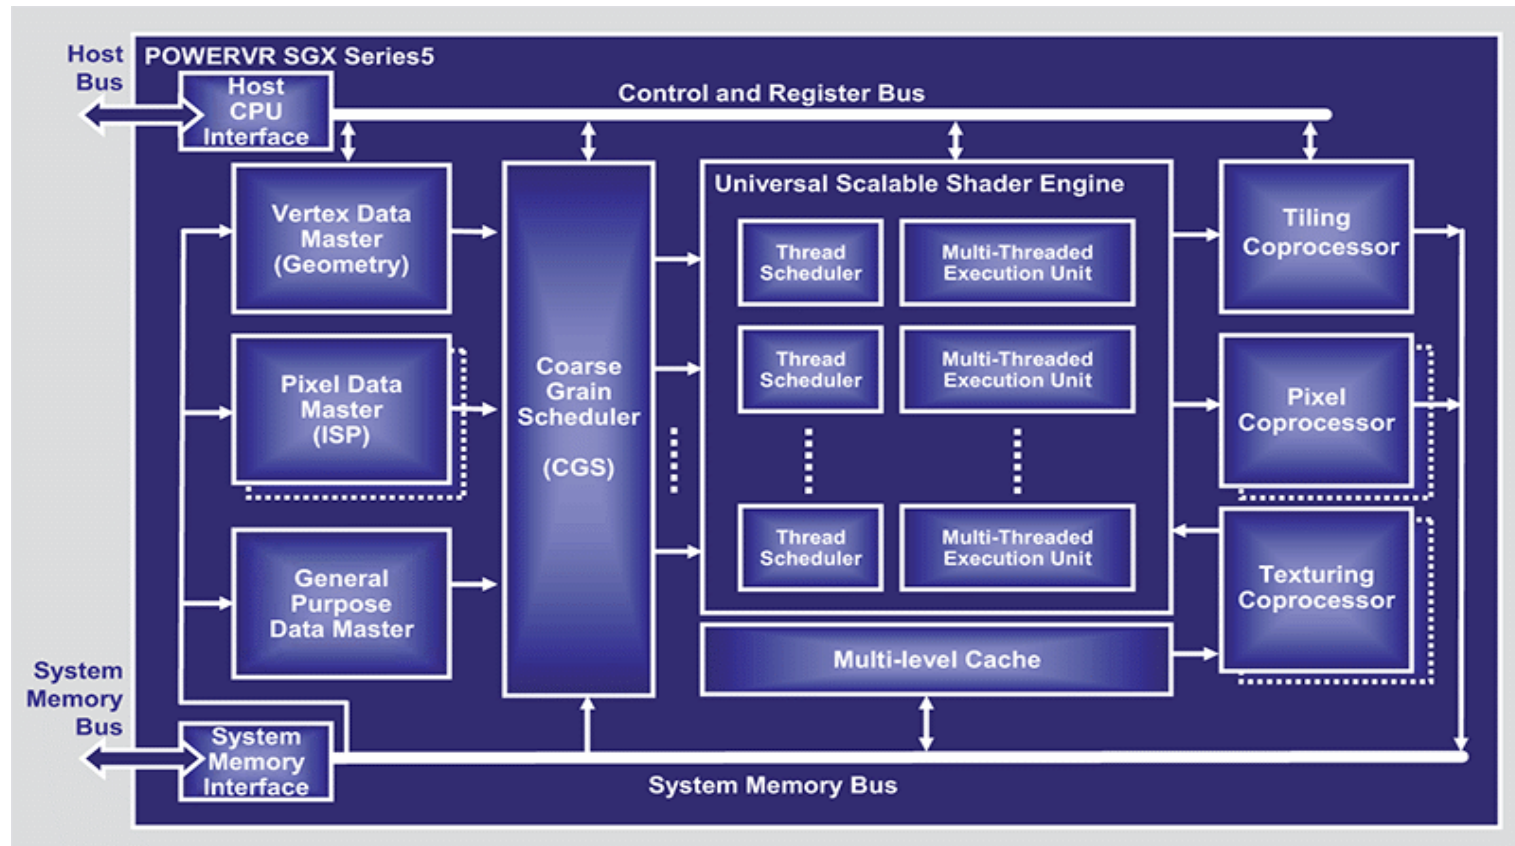 Host
Bus
POWERVR SGX Series5
Host
CPU
Interface
Control and Register Bus
Vertex Data
Master
(Geometry)
Pixel Data
Master
(ISP)
General
Purpose
Data Master
Coarse
Grain
Scheduler
(CGS)
Universal Scalable Shader Engine
Thread
Scheduler
Multi-Threaded
Execution Unit
Thread
Scheduler
Multi-Threaded
Execution Unit
Thread
Scheduler
Multi-Threaded
Execution Unit
Multi-level Cache
Tiling
Coprocessor
Pixel
Coprocessor
Texturing
Coprocessor
System
Memory
Bus
System
Memory
Interface
System Memory Bus